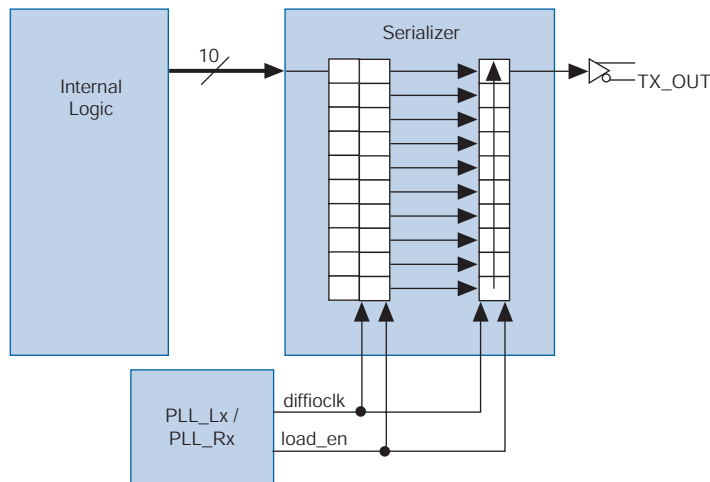 Serializer
10
Internal
Logic
TX_OUT
diffioclk
PLL_Lx /
PLL_Rx
load_en